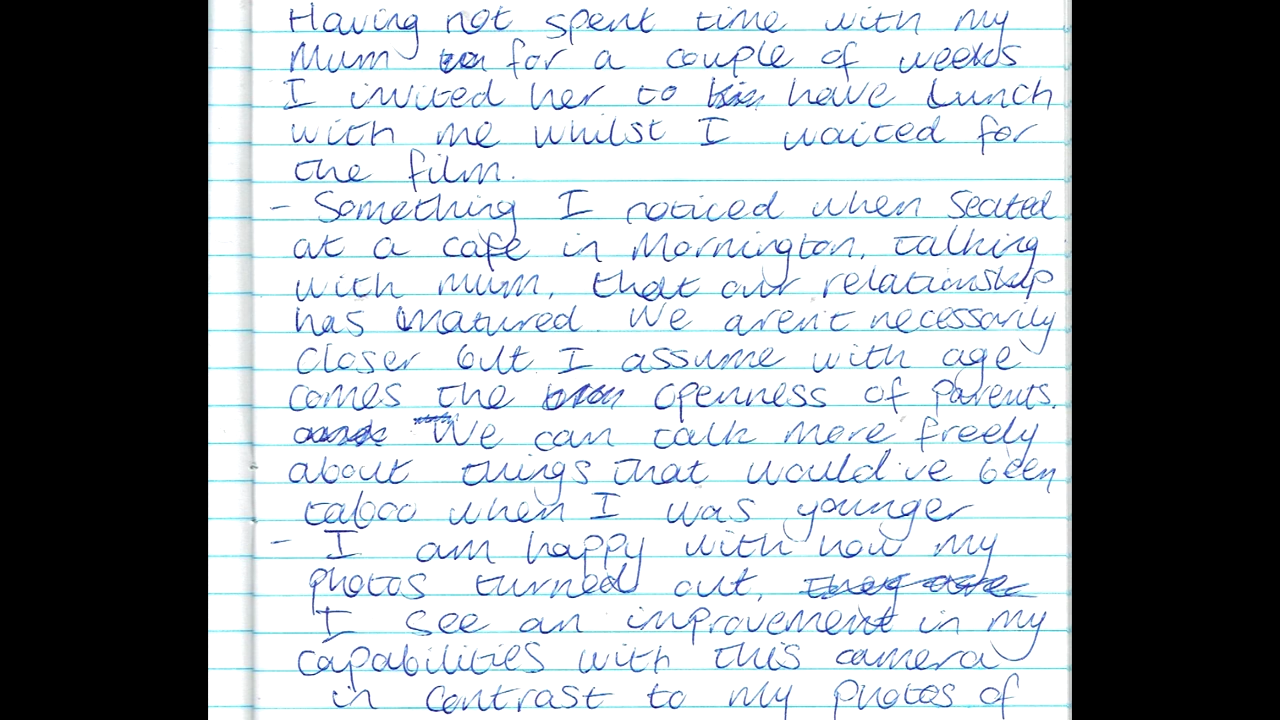 Having not spent time with my
Mum for a couple of weeks
I invited her to have Lunch
with me whilst I waited for
the film.
- Something I noticed when seated
at a cafe in Mornington, talking
with mum, that our relationship
has matured. We aren't necessarily
closer but I assume with age
comes the openness of parents.
We can talk more freely
about things that would've been
taboo when I was younger
- I am happy with how my
photos turned out,
I see an improvement in my
capabilities with this camera
in contrast to my photos of